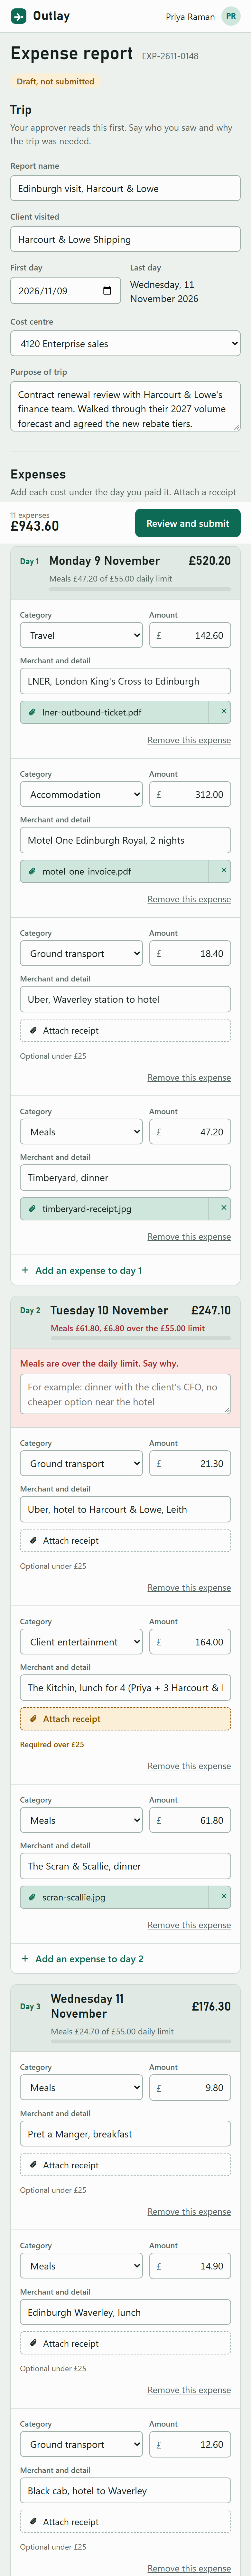 Outlay
Priya Raman PR
Expense report EXP-2611-0148
Draft, not submitted
Trip
Your approver reads this first. Say who you saw and why
the trip was needed.
Report name
Edinburgh visit, Harcourt & Lowe
Client visited
Harcourt & Lowe Shipping
First day
2026/11/09
Last day
Wednesday, 11
November 2026
Cost centre
4120 Enterprise sales
Purpose of trip
Contract renewal review with Harcourt & Lowe's
finance team. Walked through their 2027 volume
forecast and agreed the new rebate tiers.
Expenses
Add each cost under the day you paid it. Attach a receipt
11 expenses
£943.60
Review and submit
Day 1 Monday 9 November £520.20
Meals £47.20 of £55.00 daily limit
Category Amount
Travel £ 142.60
Merchant and detail
LNER, London King's Cross to Edinburgh
lner-outbound-ticket.pdf ×
Remove this expense
Category Amount
Accommodation £ 312.00
Merchant and detail
Motel One Edinburgh Royal, 2 nights
motel-one-invoice.pdf ×
Remove this expense
Category Amount
Ground transport £ 18.40
Merchant and detail
Uber, Waverley station to hotel
Attach receipt
Optional under £25
Remove this expense
Category Amount
Meals £ 47.20
Merchant and detail
Timberyard, dinner
timberyard-receipt.jpg ×
Remove this expense
+ Add an expense to day 1
Day 2 Tuesday 10 November £247.10
Meals £61.80, £6.80 over the £55.00 limit
Meals are over the daily limit. Say why.
For example: dinner with the client's CFO, no
cheaper option near the hotel
Category Amount
Ground transport £ 21.30
Merchant and detail
Uber, hotel to Harcourt & Lowe, Leith
Attach receipt
Optional under £25
Remove this expense
Category Amount
Client entertainment £ 164.00
Merchant and detail
The Kitchin, lunch for 4 (Priya + 3 Harcourt & l
Attach receipt
Required over £25
Remove this expense
Category Amount
Meals £ 61.80
Merchant and detail
The Scran & Scallie, dinner
scran-scallie.jpg ×
Remove this expense
+ Add an expense to day 2
Day 3 Wednesday 11
November £176.30
Meals £24.70 of £55.00 daily limit
Category Amount
Meals £ 9.80
Merchant and detail
Pret a Manger, breakfast
Attach receipt
Optional under £25
Remove this expense
Category Amount
Meals £ 14.90
Merchant and detail
Edinburgh Waverley, lunch
Attach receipt
Optional under £25
Remove this expense
Category Amount
Ground transport £ 12.60
Merchant and detail
Black cab, hotel to Waverley
Attach receipt
Optional under £25
Remove this expense